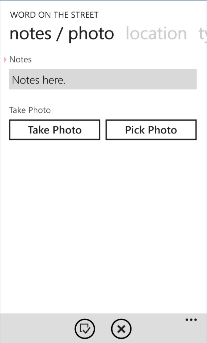 WORD ON THE STREET
notes / photo location ty
Notes
Notes here.
Take Photo
Take Photo Pick Photo